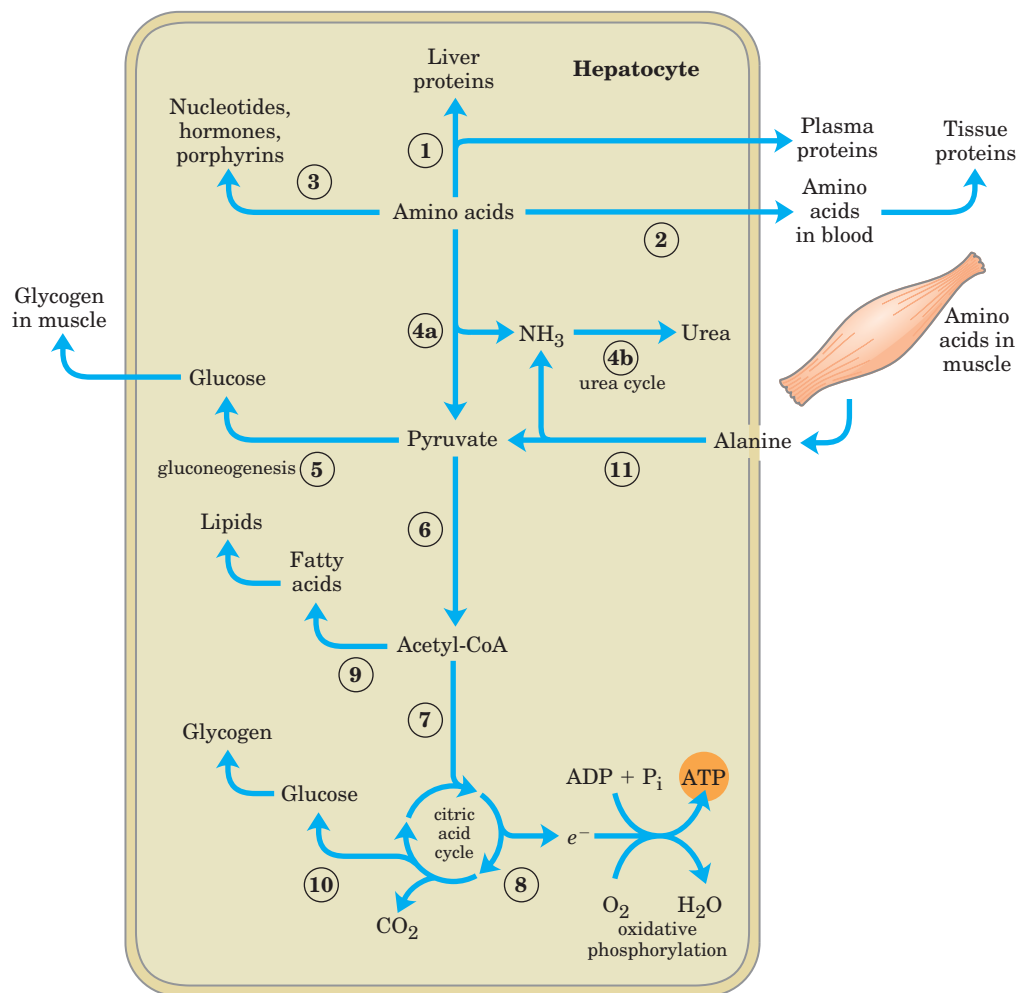 Hepatocyte
Liver
proteins
Nucleotides,
hormones,
porphyrins
Plasma
proteins
Tissue
proteins
1
3
Amino acids
2
Amino
acids
in blood
Glycogen
in muscle
4a
NH3
4b
urea cycle
Urea
Amino
acids in
muscle
Glucose
Pyruvate
Alanine
gluconeogenesis 5
11
6
Lipids
Fatty
acids
Acetyl-CoA
9
7
Glycogen
Glucose
ADP + Pi
ATP
citric
acid
cycle
e−
10
8
CO2
O2
H2O
oxidative
phosphorylation